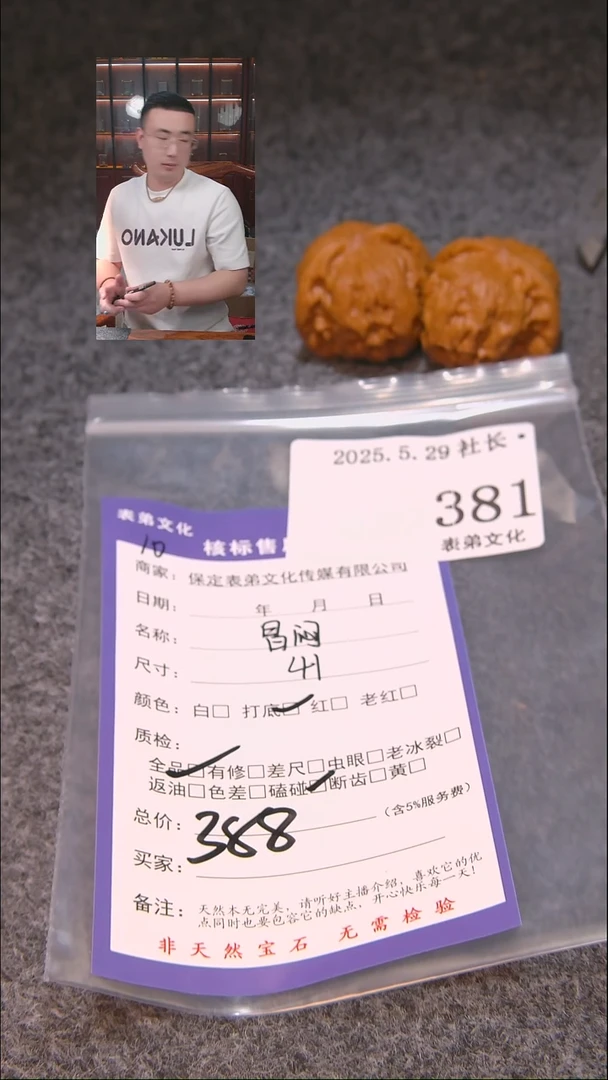 LUKANO
2025.5.29 社长·
381
表弟文化
表弟文化
10
核标售
商家：保定表弟文化传媒有限公司
日期： 年 月 日
名称：昌闷
尺寸：41
颜色：白□ 打底□ 红□ 老红□
质检：
全品□有修□差尺□虫眼□老冰裂□
返油□色差□磕碰□断齿□黄□
总价：388（含5%服务费）
买家：
备注：天然本无完美，请听好主播介绍，喜欢它的优
点同时也要包容它的缺点，开心快乐每一天！
非天然宝石 无需检验